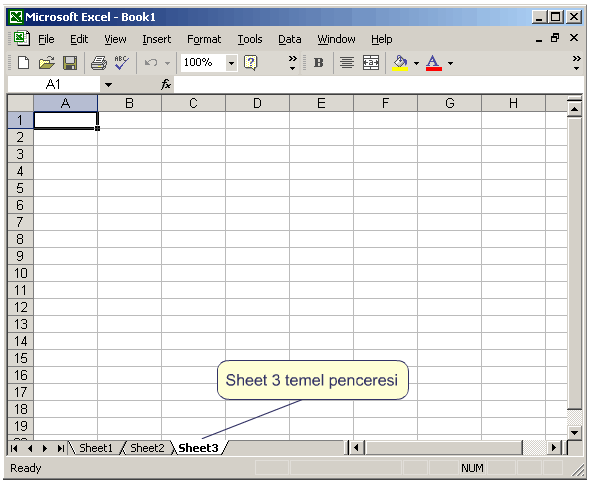 Microsoft Excel - Book1
File Edit View Insert Format Tools Data Window Help
ABC 100% ? » B A »
A1 fx
A B C D E F G H
1
2
3
4
5
6
7
8
9
10
11
12
13
14
15
16
17
18
19
Sheet 3 temel penceresi
Sheet1 Sheet2 Sheet3
Ready NUM